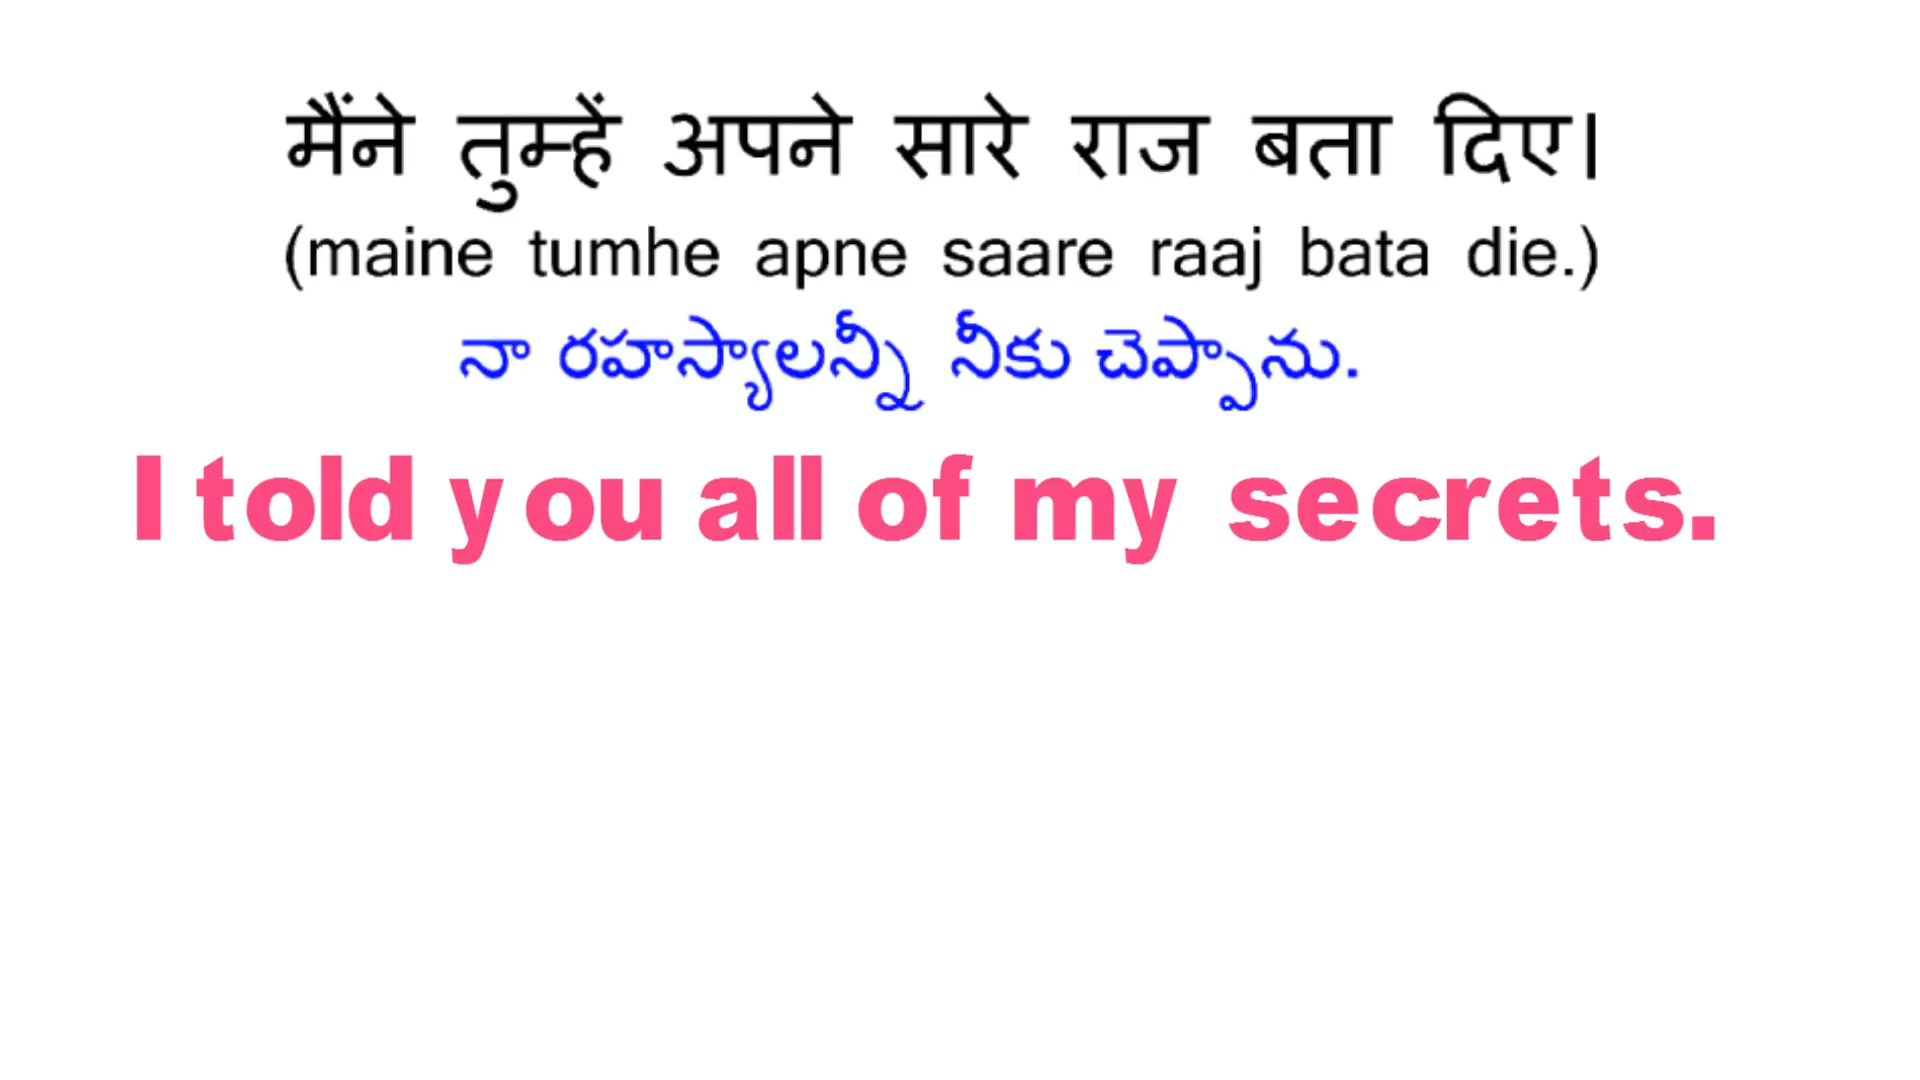 मैंने तुम्हें अपने सारे राज बता दिए।
(maine tumhe apne saare raaj bata die.)
నా రహస్యాలన్నీ నీకు చెప్పాను.
I told you all of my secrets.